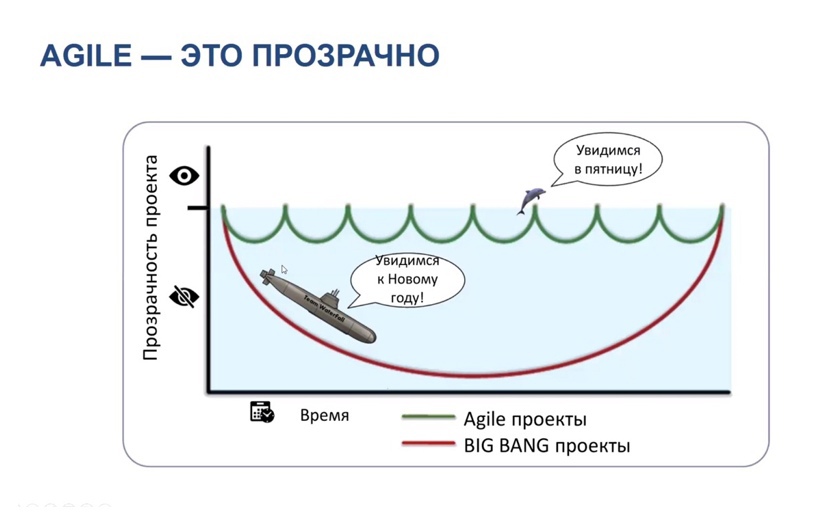 AGILE — ЭТО ПРОЗРАЧНО
Прозрачность проекта
Увидимся
в пятницу!
Увидимся
к Новому
году!
Team Waterfall
Время
Agile проекты
BIG BANG проекты